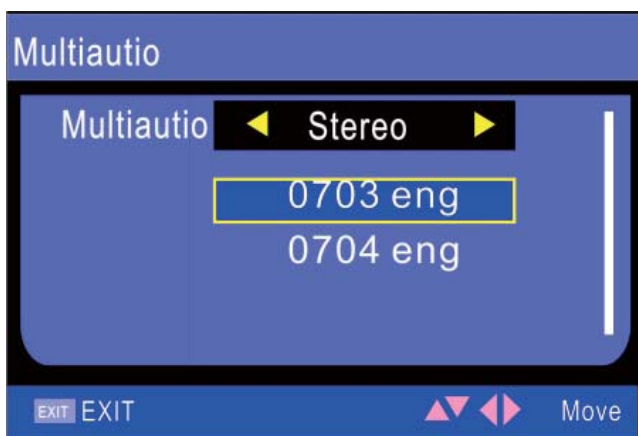 Multiautio
Multiautio Stereo
0703 eng
0704 eng
EXIT EXIT Move